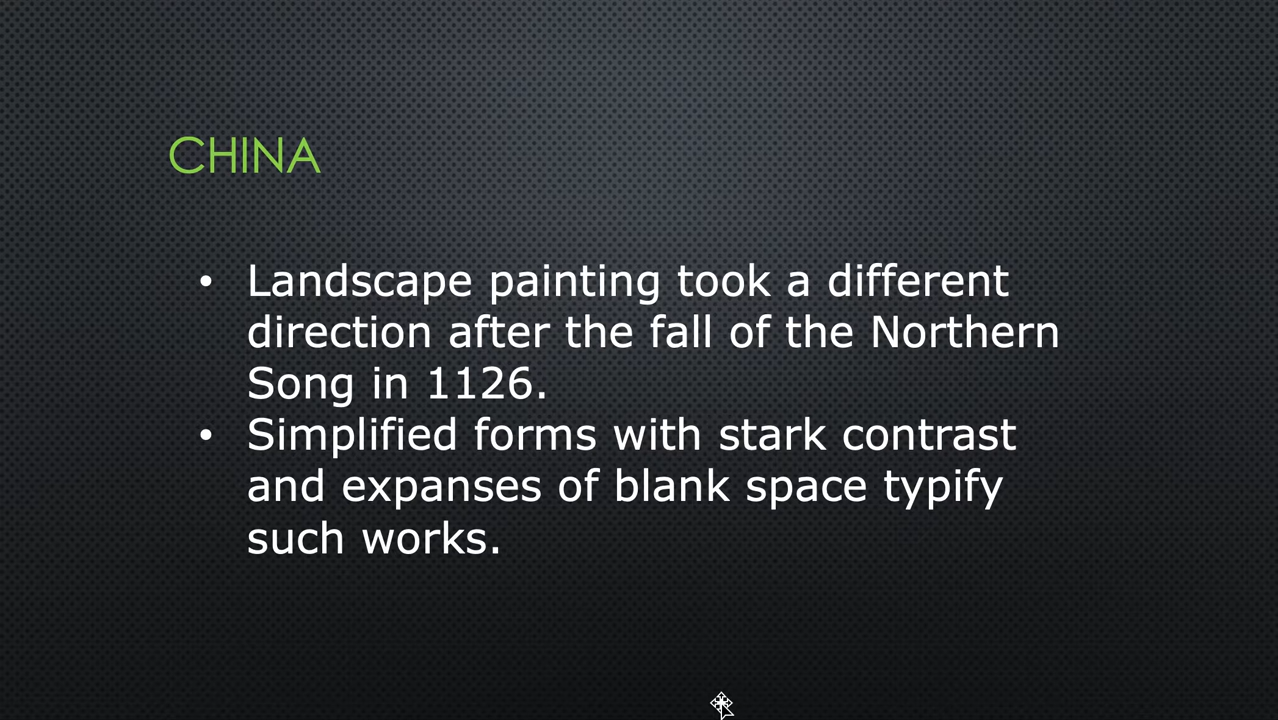 CHINA
• Landscape painting took a different
direction after the fall of the Northern
Song in 1126.
• Simplified forms with stark contrast
and expanses of blank space typify
such works.